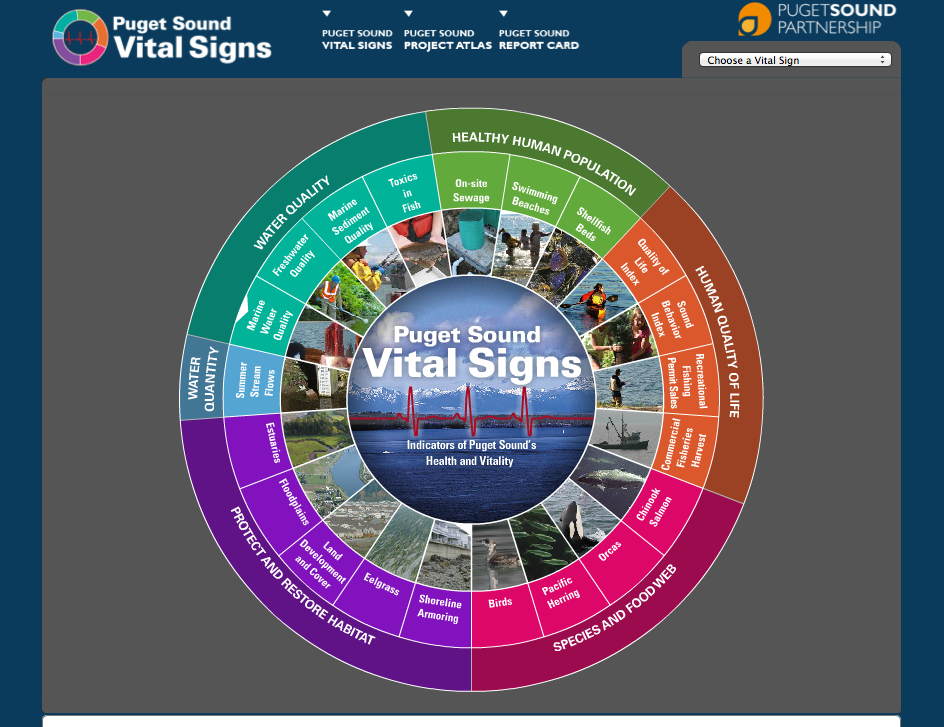 Puget Sound
Vital Signs
PUGET SOUND
VITAL SIGNS
PUGET SOUND
PROJECT ATLAS
PUGET SOUND
REPORT CARD
PUGETSOUND
PARTNERSHIP
Choose a Vital Sign
HEALTHY HUMAN POPULATION
On-site
Sewage
Swimming
Beaches
Shellfish
Beds
HUMAN QUALITY OF LIFE
Quality of
Life
Index
Sound
Behavior
Index
Recreational
Fishing
Permit Sales
Commercial
Fisheries
Harvest
SPECIES AND FOOD WEB
Chinook
Salmon
Orcas
Pacific
Herring
Birds
PROTECT AND RESTORE HABITAT
Shoreline
Armoring
Eelgrass
Land
Development
and Cover
Floodplains
Estuaries
WATER
QUANTITY
Summer
Stream
Flows
WATER QUALITY
Marine
Water
Quality
Freshwater
Quality
Marine
Sediment
Quality
Toxics
in
Fish
Puget Sound
Vital Signs
Indicators of Puget Sound's
Health and Vitality